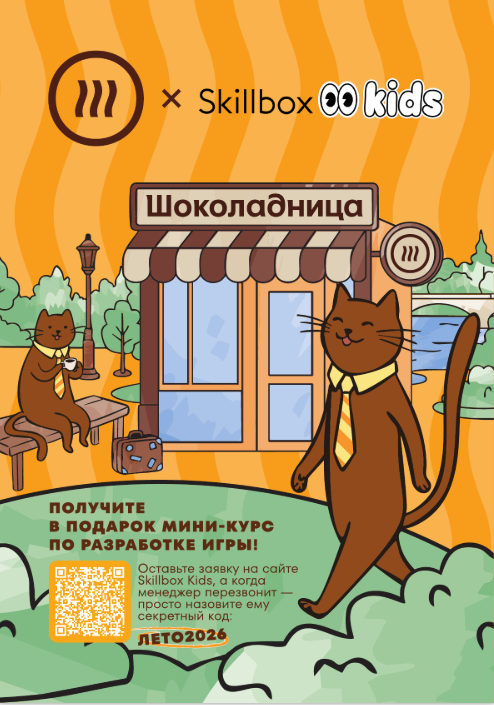 × Skillbox kids
Шоколадница
ПОЛУЧИТЕ
В ПОДАРОК МИНИ-КУРС
ПО РАЗРАБОТКЕ ИГРЫ!
Оставьте заявку на сайте
Skillbox Kids, а когда
менеджер перезвонит —
просто назовите ему
секретный код:
ЛЕТО2026